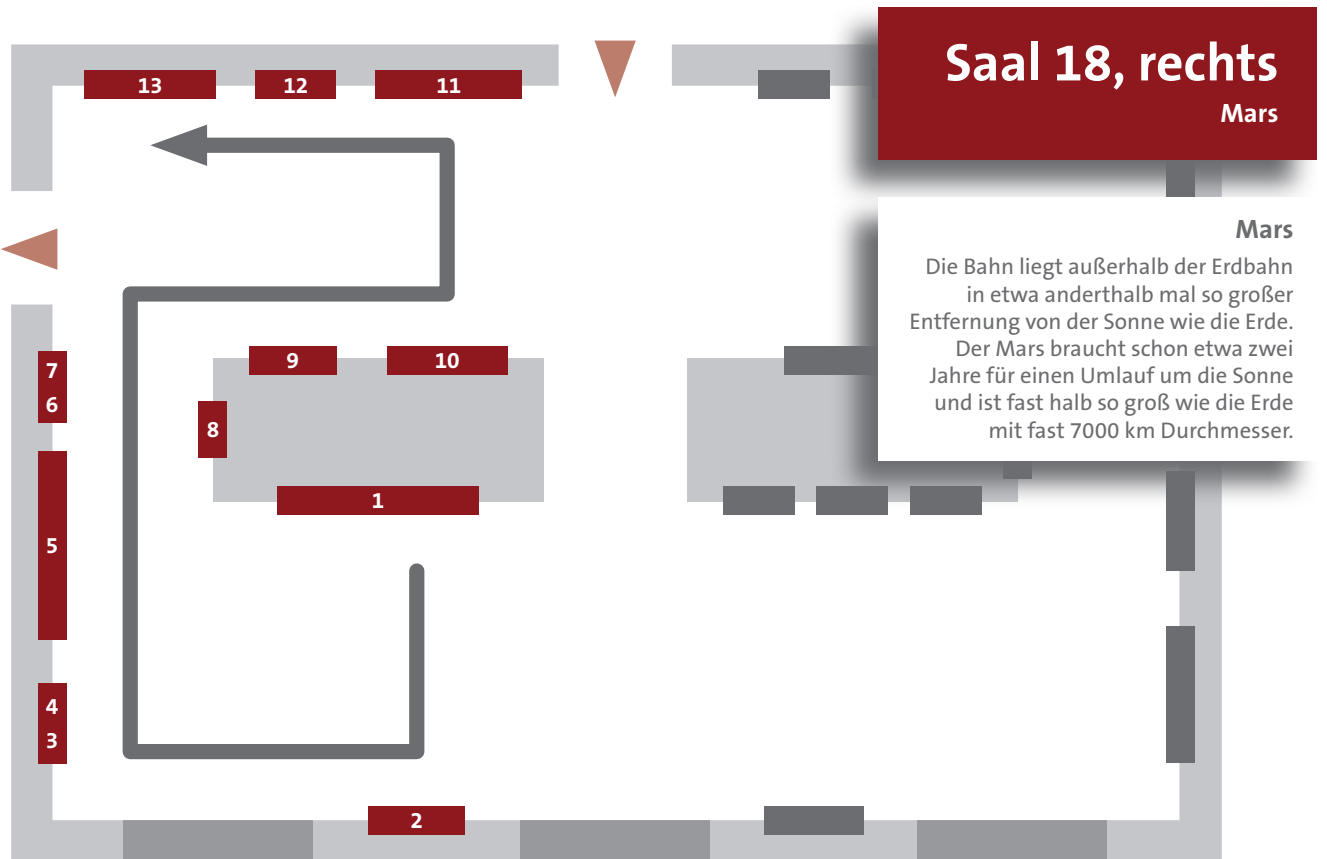 Saal 18, rechts
Mars
Mars
Die Bahn liegt außerhalb der Erdbahn
in etwa anderthalb mal so großer
Entfernung von der Sonne wie die Erde.
Der Mars braucht schon etwa zwei
Jahre für einen Umlauf um die Sonne
und ist fast halb so groß wie die Erde
mit fast 7000 km Durchmesser.
13 12 11
7
6
9 10
8
1
5
4
3
2